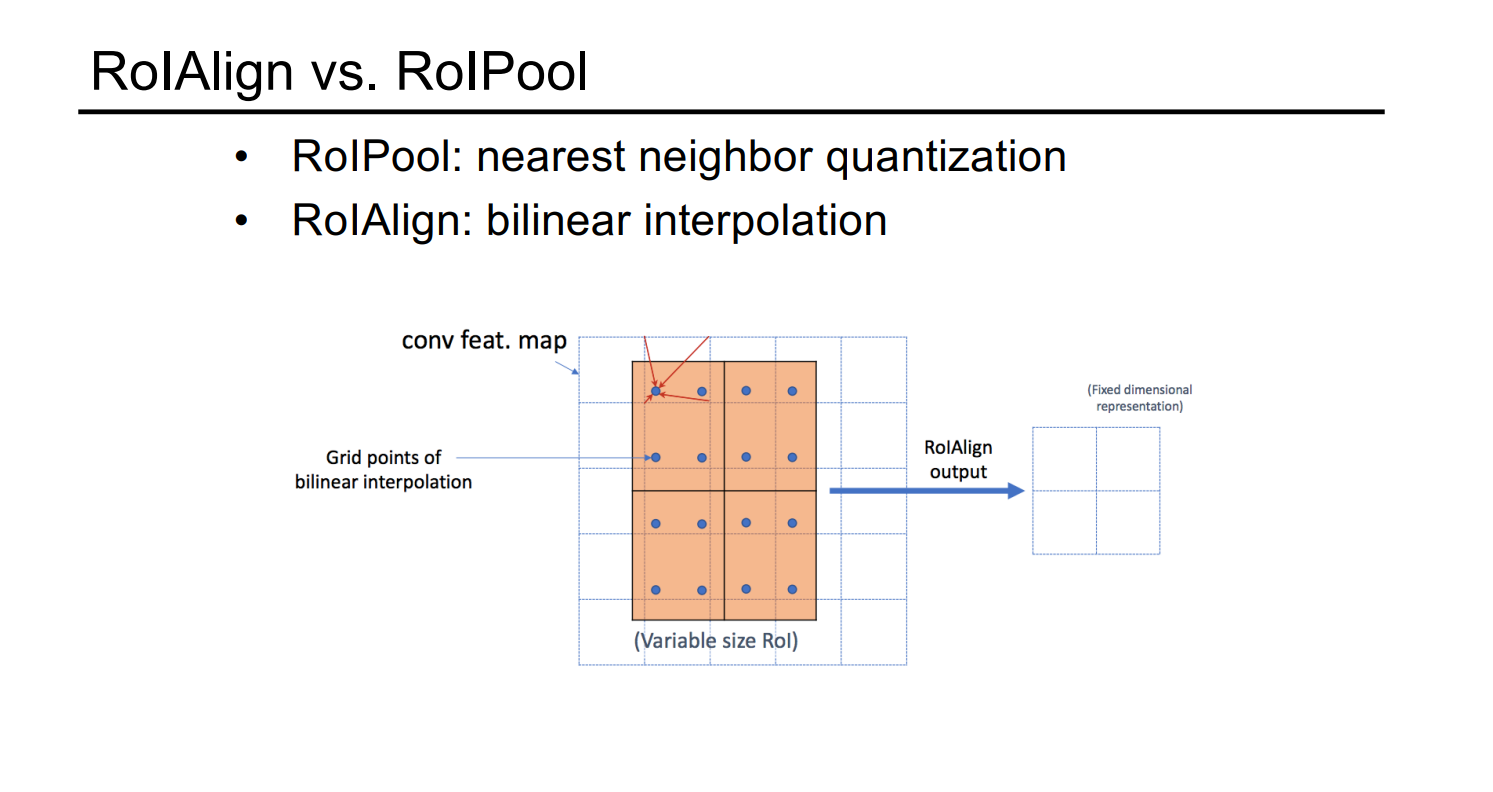 RoIAlign vs. RoIPool
• RoIPool: nearest neighbor quantization
• RoIAlign: bilinear interpolation
conv feat. map
(Fixed dimensional
representation)
Grid points of
bilinear interpolation
RoIAlign
output
(Variable size RoI)